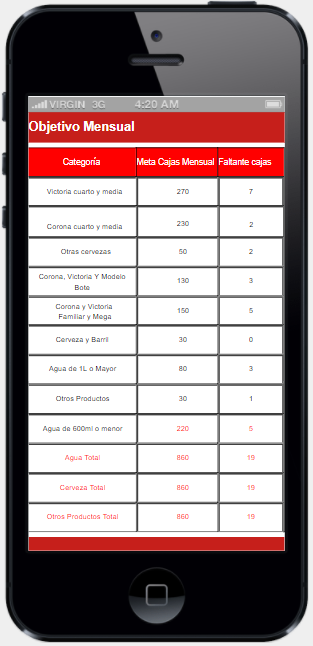 VIRGIN 3G 4:20 AM
Objetivo Mensual
Categoría Meta Cajas Mensual Faltante cajas
Victoria cuarto y media 270 7
Corona cuarto y media 230 2
Otras cervezas 50 2
Corona, Victoria Y Modelo
Bote 130 3
Corona y Victoria
Familiar y Mega 150 5
Cerveza y Barril 30 0
Agua de 1L o Mayor 80 3
Otros Productos 30 1
Agua de 600ml o menor 220 5
Agua Total 860 19
Cerveza Total 860 19
Otros Productos Total 860 19